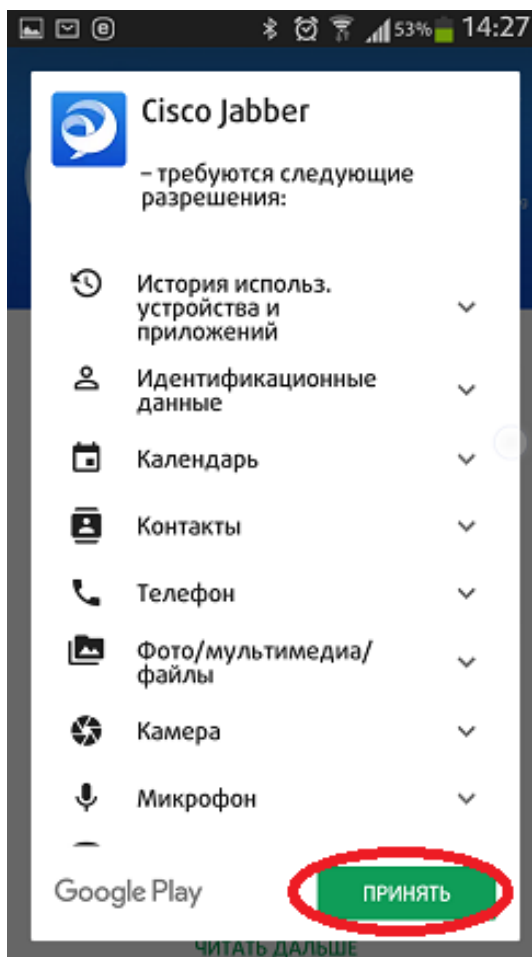 53% 14:27
Cisco Jabber
– требуются следующие
разрешения:
История использ.
устройства и
приложений
Идентификационные
данные
Календарь
Контакты
Телефон
Фото/мультимедиа/
файлы
Камера
Микрофон
Google Play
ПРИНЯТЬ
ЧИТАТЬ ДАЛЬШЕ